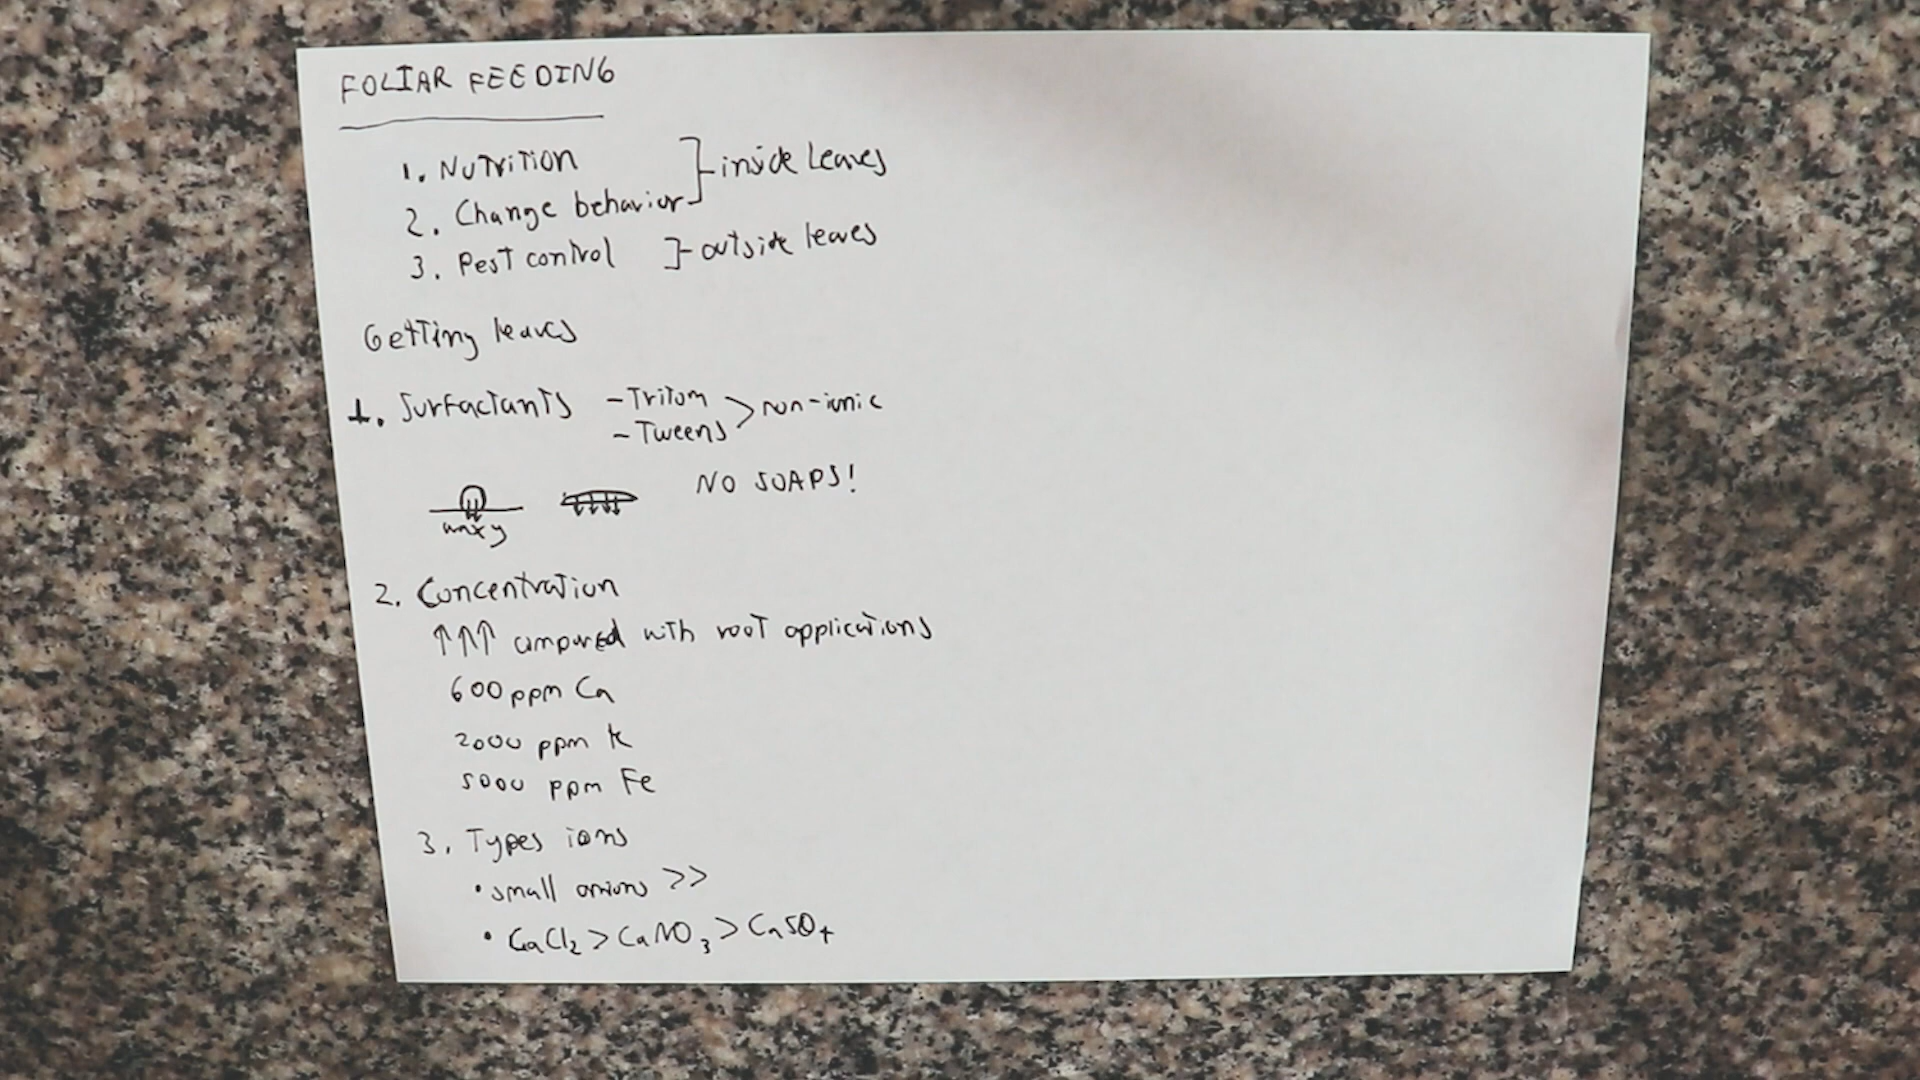 FOLIAR FEEDING
1. Nutrition
2. Change behavior
]- inside leaves
3. Pest control ]- outside leaves
Getting leaves
1. Surfactants - Triton
- Tweens
> non-ionic
NO SOAPS!
waxy
2. Concentration
↑↑↑ compared with root applications
600 ppm Ca
2000 ppm K
5000 ppm Fe
3. Types ions
• small anions >>
• CaCl2 > CaNO3 > CaSO4